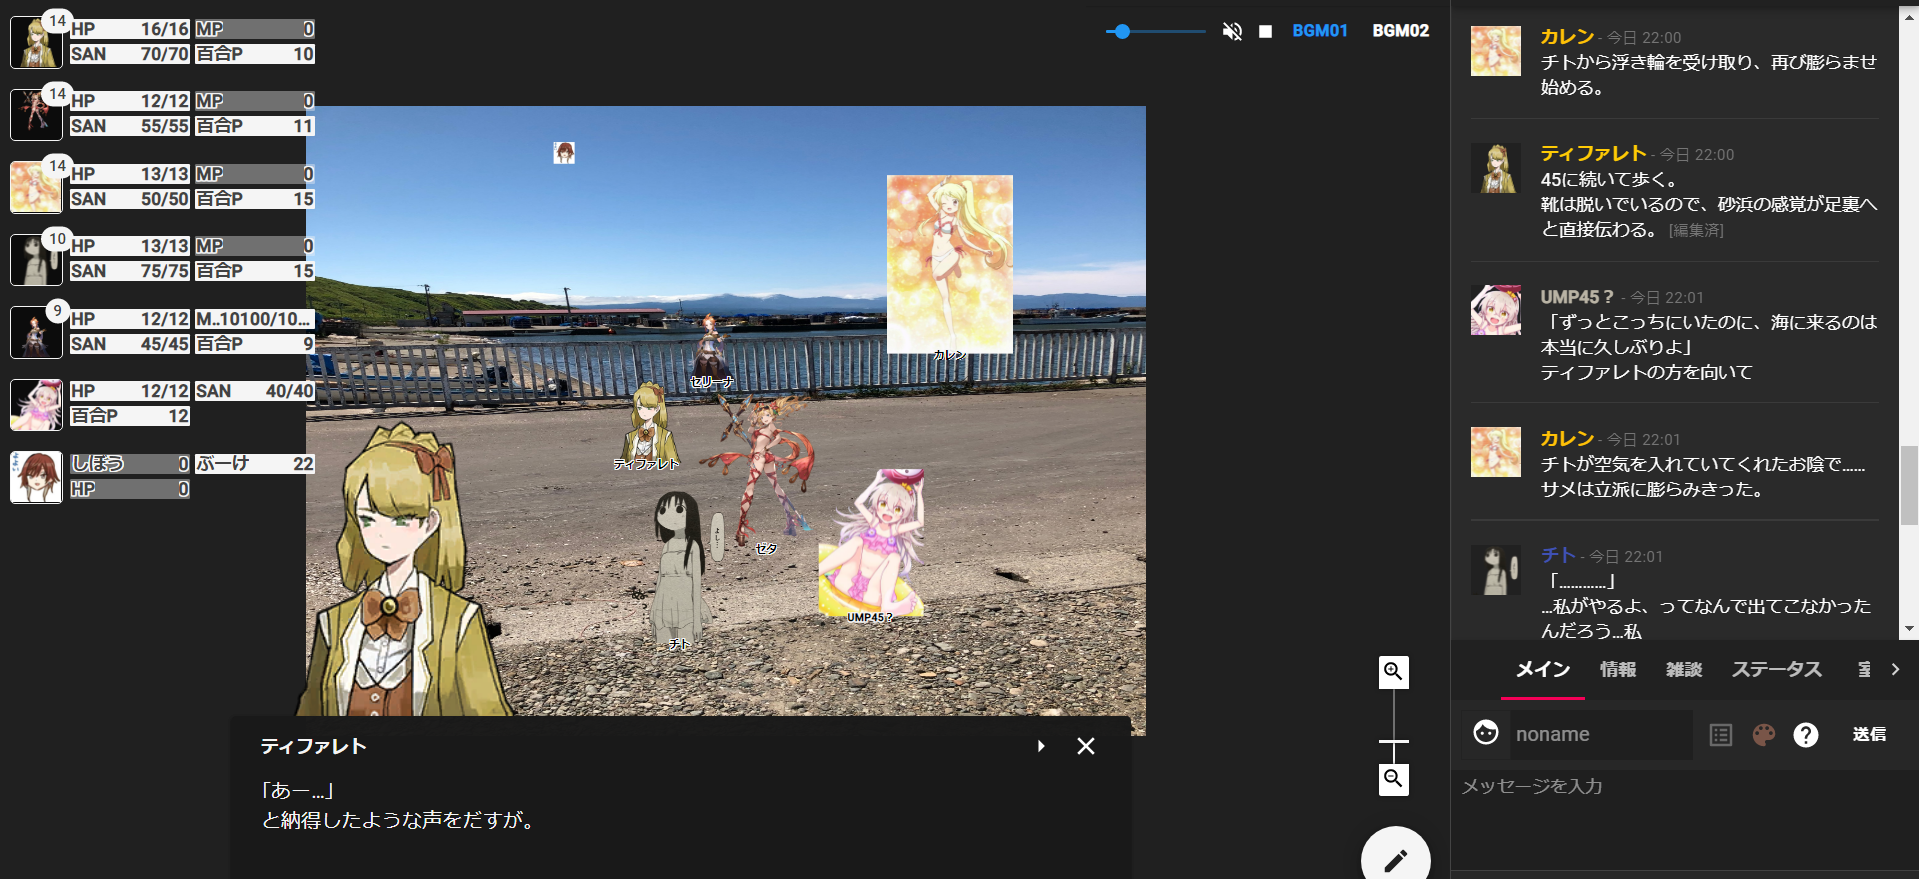 14
HP 16/16 MP 0
SAN 70/70 百合P 10
14
HP 12/12 MP 0
SAN 55/55 百合P 11
14
HP 13/13 MP 0
SAN 50/50 百合P 15
10
HP 13/13 MP 0
SAN 75/75 百合P 15
9
HP 12/12 M..10100/10...
SAN 45/45 百合P 9
HP 12/12 SAN 40/40
百合P 12
しぼう 0 ぶーけ 22
HP 0
BGM01 BGM02
カレン
セリーナ
ティファレト
ゼタ
よし…
UMP45？
チト
ティファレト
「あー…」
と納得したような声をだすが。
カレン - 今日 22:00
チトから浮き輪を受け取り、再び膨らませ
始める。
ティファレト - 今日 22:00
45に続いて歩く。
靴は脱いでいるので、砂浜の感覚が足裏へ
と直接伝わる。 [編集済]
UMP45？ - 今日 22:01
「ずっとこっちにいたのに、海に来るのは
本当に久しぶりよ」
ティファレトの方を向いて
カレン - 今日 22:01
チトが空気を入れていてくれたお陰で……
サメは立派に膨らみきった。
チト - 今日 22:01
「…………」
…私がやるよ、ってなんで出てこなかった
んだろう…私
メイン 情報 雑談 ステータス
noname 送信
メッセージを入力